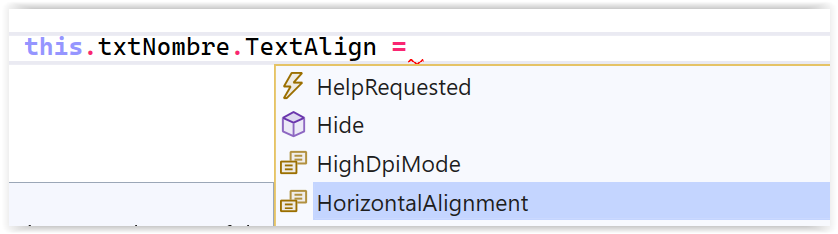 this.txtNombre.TextAlign =
HelpRequested
Hide
HighDpiMode
HorizontalAlignment